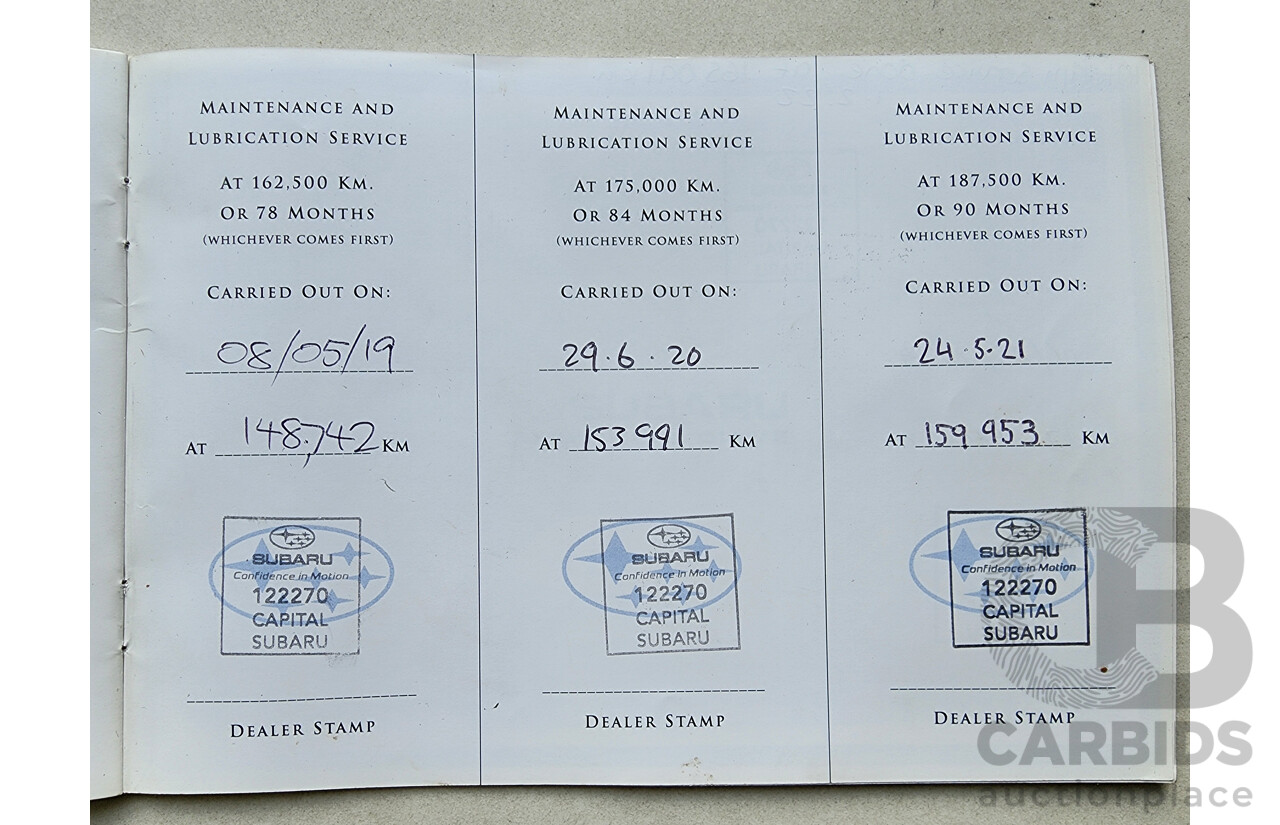 MAINTENANCE AND
LUBRICATION SERVICE
AT 162,500 KM.
OR 78 MONTHS
(WHICHEVER COMES FIRST)
CARRIED OUT ON:
08/05/19
AT 148,742 KM
SUBARU
Confidence in Motion
122270
CAPITAL
SUBARU
DEALER STAMP
MAINTENANCE AND
LUBRICATION SERVICE
AT 175,000 KM.
OR 84 MONTHS
(WHICHEVER COMES FIRST)
CARRIED OUT ON:
29.6.20
AT 153 991 KM
SUBARU
Confidence in Motion
122270
CAPITAL
SUBARU
DEALER STAMP
MAINTENANCE AND
LUBRICATION SERVICE
AT 187,500 KM.
OR 90 MONTHS
(WHICHEVER COMES FIRST)
CARRIED OUT ON:
24.5.21
AT 159 953 KM
SUBARU
Confidence in Motion
122270
CAPITAL
SUBARU
DEALER STAMP
CARBIDS
auctionplace